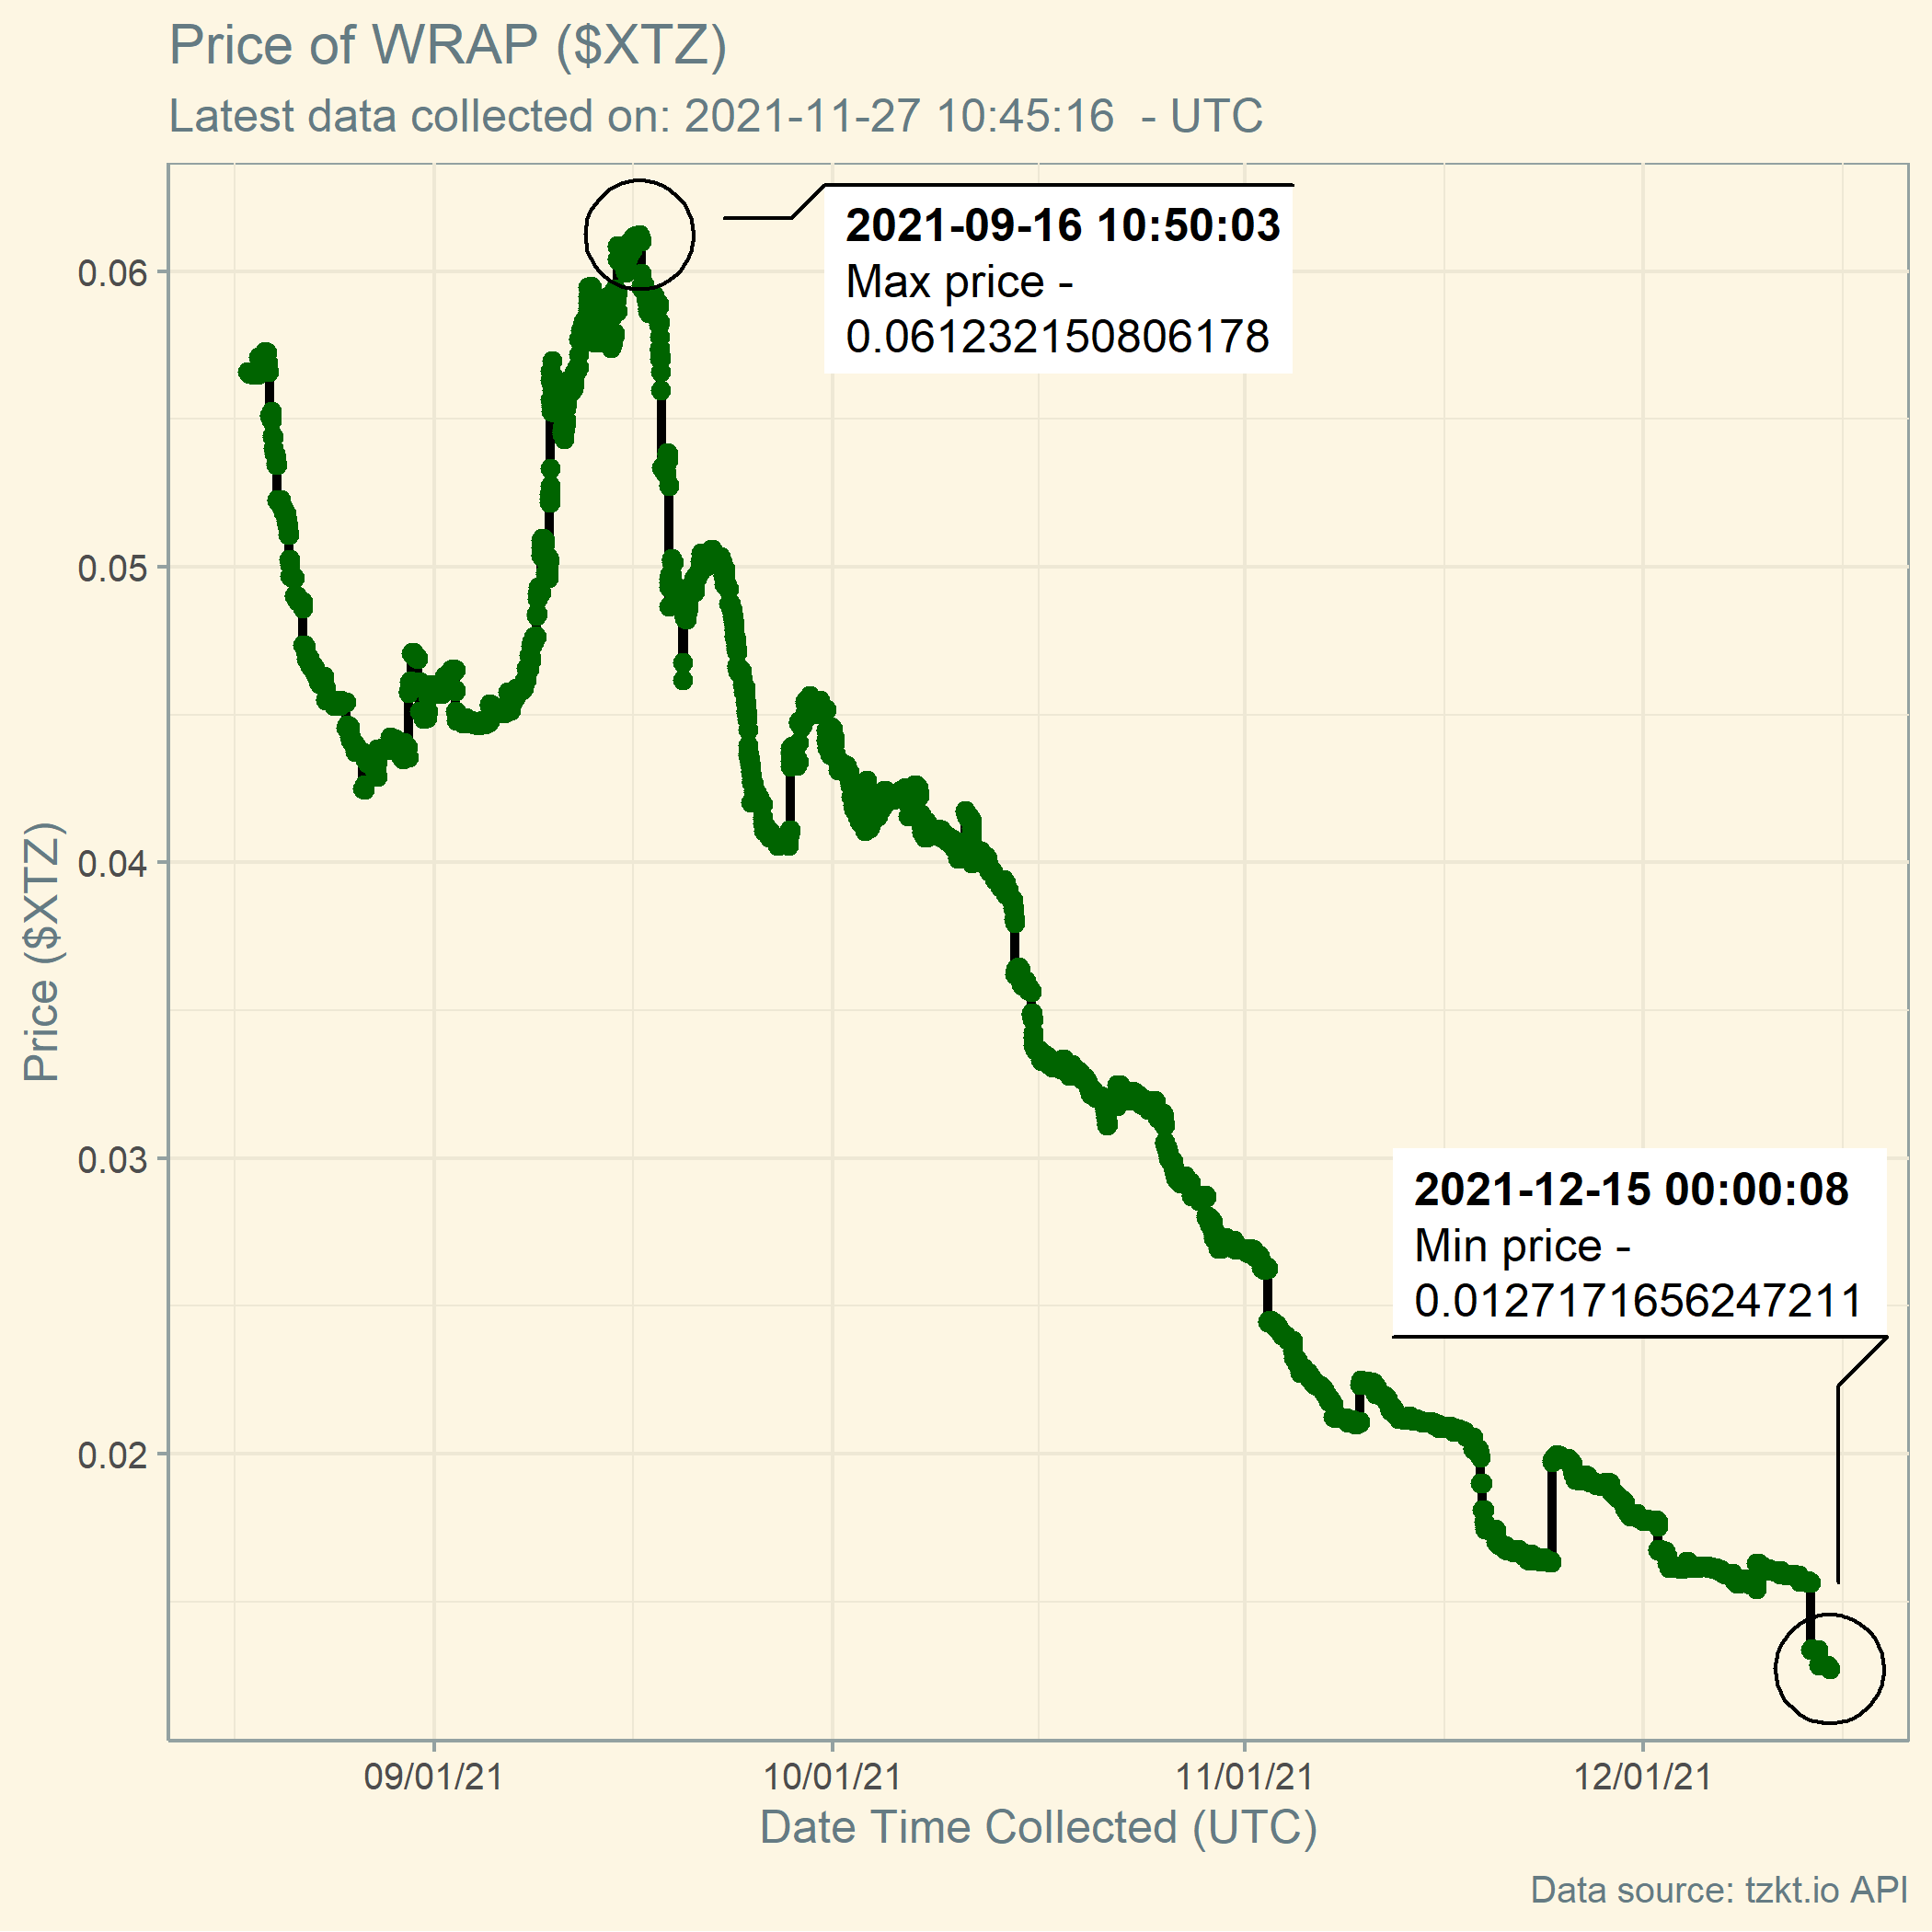 Price of WRAP ($XTZ)
Latest data collected on: 2021-11-27 10:45:16  - UTC
2021-09-16 10:50:03
Max price -
0.061232150806178
0.06
0.05
0.04
0.03
0.02
Price ($XTZ)
2021-12-15 00:00:08
Min price -
0.0127171656247211
09/01/21
10/01/21
11/01/21
12/01/21
Date Time Collected (UTC)
Data source: tzkt.io API